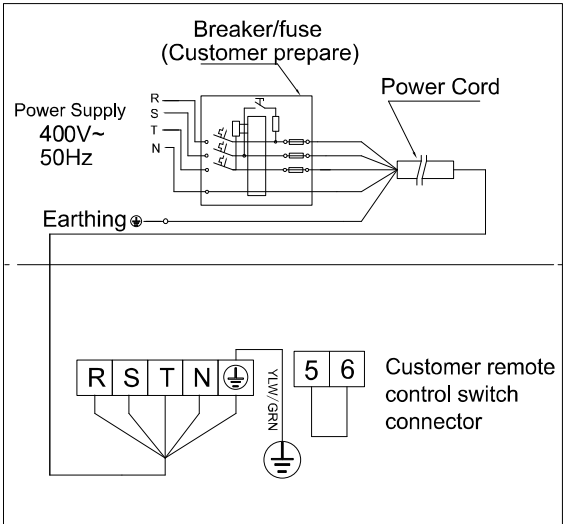 Breaker/fuse
(Customer prepare)
Power Cord
Power Supply
400V~
50Hz
R
S
T
N
Earthing
R S T N
YLW/GRN
5 6
Customer remote
control switch
connector